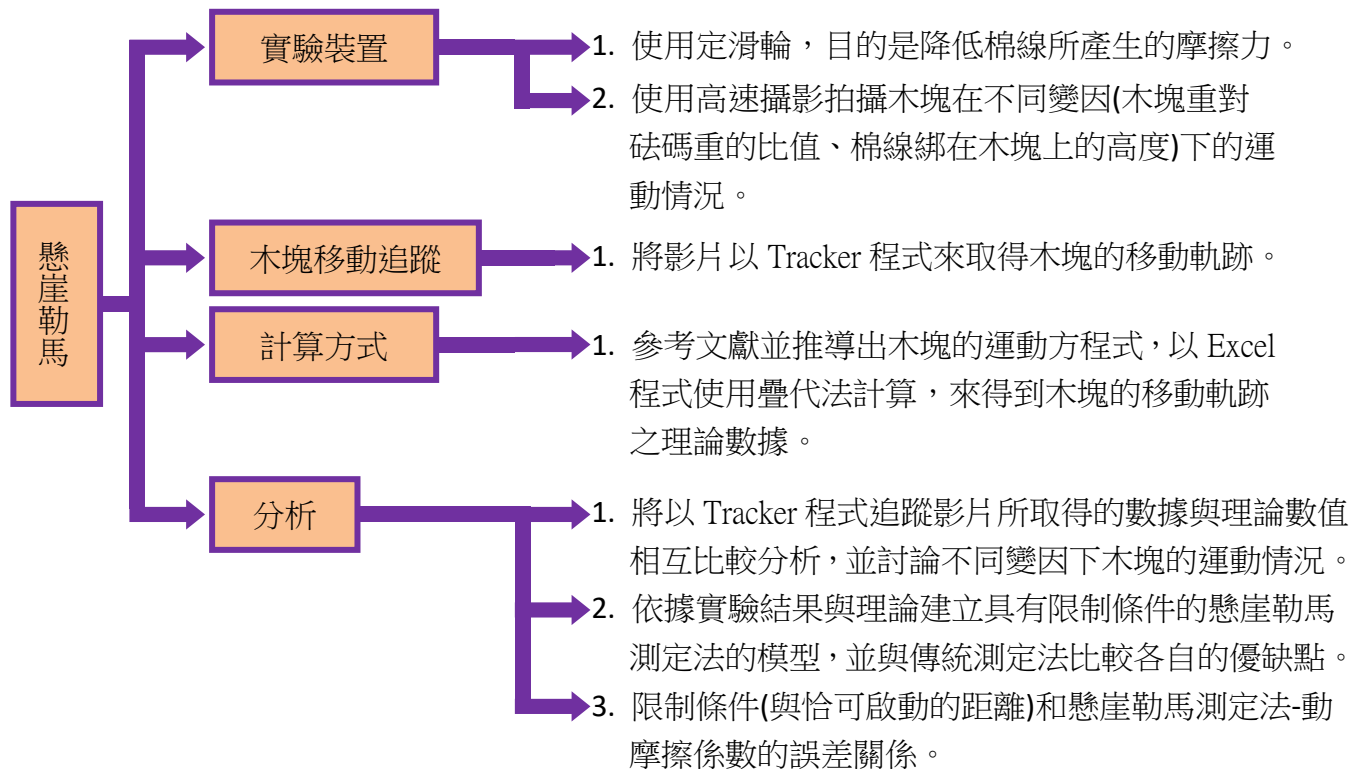 懸崖勒馬
實驗裝置
1. 使用定滑輪，目的是降低棉線所產生的摩擦力。
2. 使用高速攝影拍攝木塊在不同變因(木塊重對
砝碼重的比值、棉線綁在木塊上的高度)下的運
動情況。
木塊移動追蹤
1. 將影片以 Tracker 程式來取得木塊的移動軌跡。
計算方式
1. 參考文獻並推導出木塊的運動方程式，以 Excel
程式使用疊代法計算，來得到木塊的移動軌跡
之理論數據。
分析
1. 將以 Tracker 程式追蹤影片所取得的數據與理論數值
相互比較分析，並討論不同變因下木塊的運動情況。
2. 依據實驗結果與理論建立具有限制條件的懸崖勒馬
測定法的模型，並與傳統測定法比較各自的優缺點。
3. 限制條件(與恰可啟動的距離)和懸崖勒馬測定法-動
摩擦係數的誤差關係。